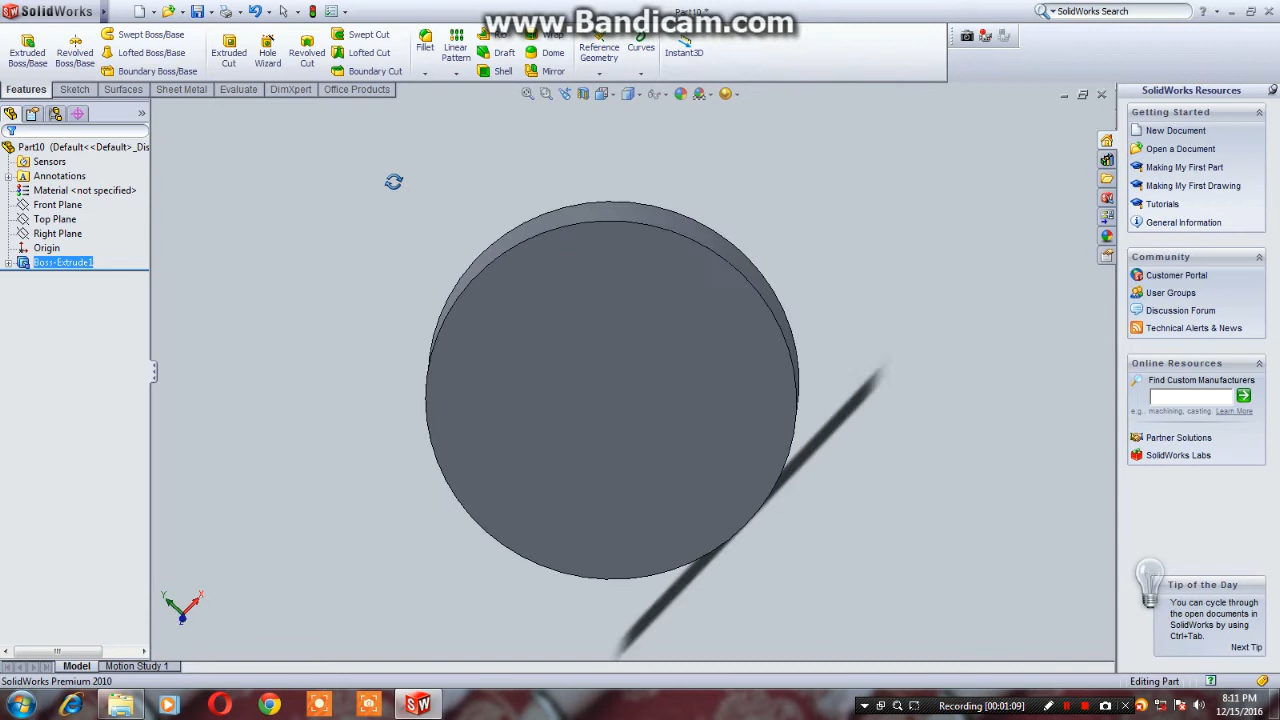 SolidWorks
Part10 *
www.Bandicam.com
SolidWorks Search
Extruded Boss/Base
Revolved Boss/Base
Swept Boss/Base
Lofted Boss/Base
Boundary Boss/Base
Extruded Cut
Hole Wizard
Revolved Cut
Swept Cut
Lofted Cut
Boundary Cut
Fillet
Linear Pattern
Rib
Draft
Shell
Wrap
Dome
Mirror
Reference Geometry
Curves
Instant3D
Features
Sketch
Surfaces
Sheet Metal
Evaluate
DimXpert
Office Products
Part10 (Default<<Default>_Dis
Sensors
Annotations
Material <not specified>
Front Plane
Top Plane
Right Plane
Origin
Boss-Extrude1
Y
X
Z
SolidWorks Resources
Getting Started
New Document
Open a Document
Making My First Part
Making My First Drawing
Tutorials
General Information
Community
Customer Portal
User Groups
Discussion Forum
Technical Alerts & News
Online Resources
Find Custom Manufacturers
e.g., machining, casting. Learn More
Partner Solutions
SolidWorks Labs
Tip of the Day
You can cycle through
the open documents in
SolidWorks by using
Ctrl+Tab.
Next Tip
Model
Motion Study 1
SolidWorks Premium 2010
Editing Part
Recording [00:01:09]
8:11 PM
12/15/2016